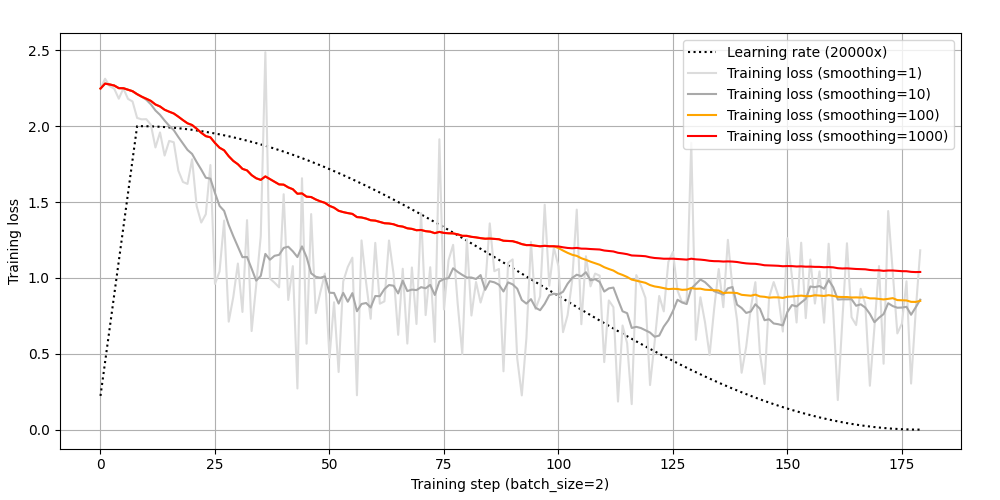 2.5
2.0
1.5
1.0
0.5
0.0
Training loss
Learning rate (20000x)
Training loss (smoothing=1)
Training loss (smoothing=10)
Training loss (smoothing=100)
Training loss (smoothing=1000)
0 25 50 75 100 125 150 175
Training step (batch_size=2)